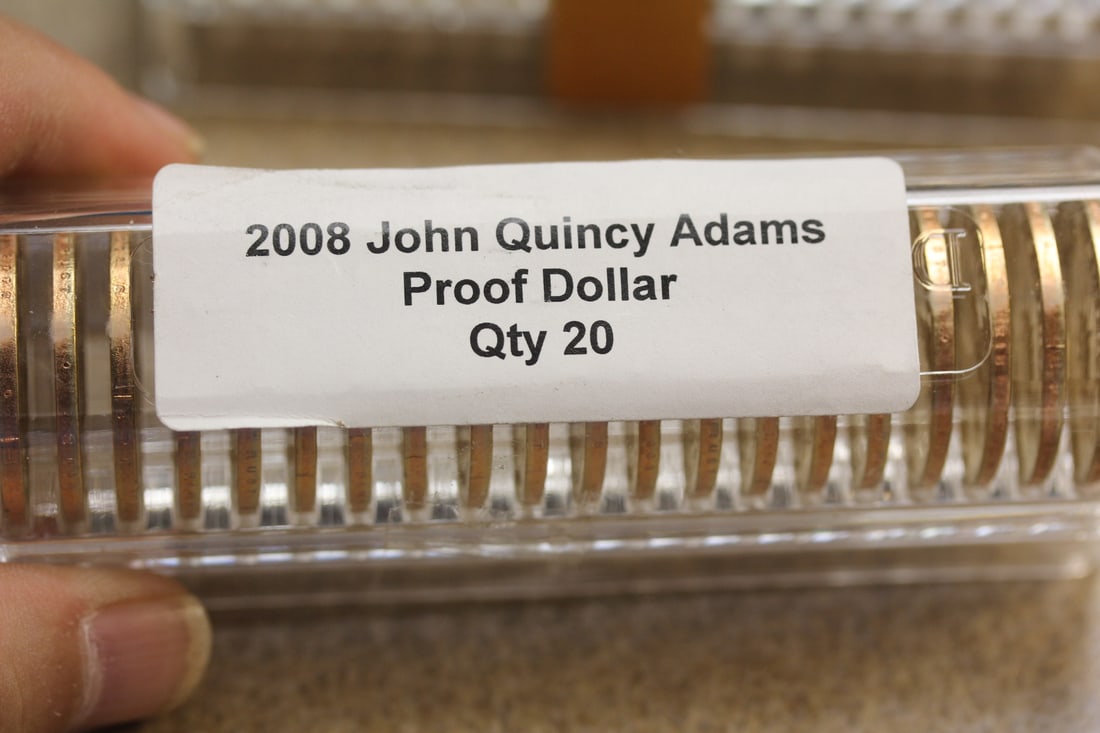 2008 John Quincy Adams
Proof Dollar
Qty 20